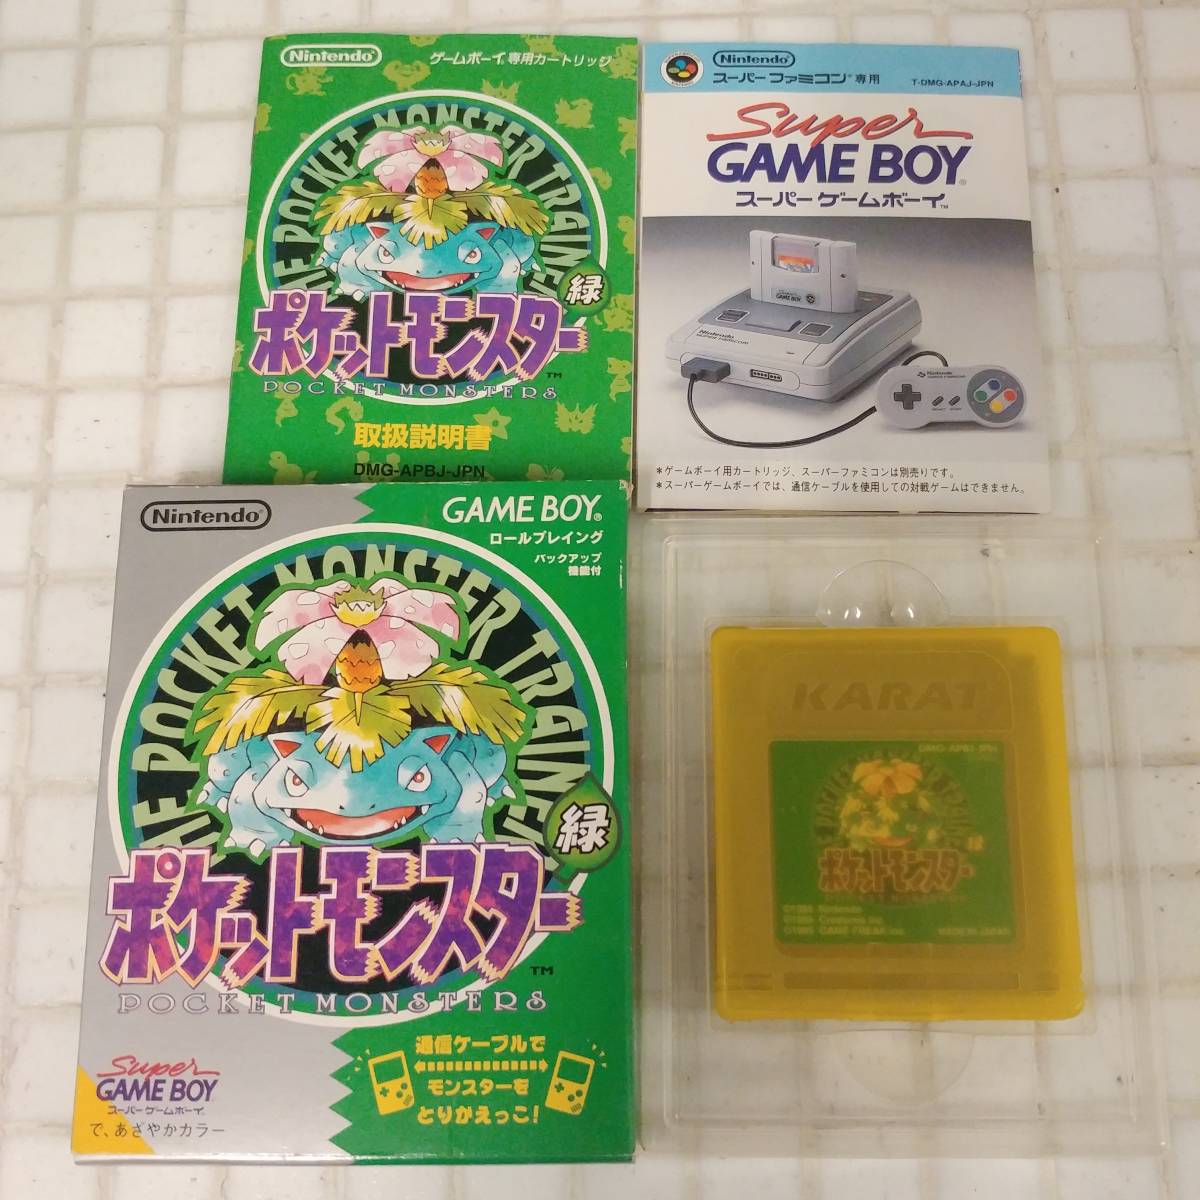 Nintendo
ゲームボーイ専用カートリッジ
THE POCKET MONSTER TRAINER
緑
ポケットモンスター
TM
POCKET MONSTERS
取扱説明書
DMG-APBJ-JPN
Nintendo
スーパーファミコン®専用
T-DMG-APAJ-JPN
Super
GAME BOY®
スーパーゲームボーイ™
GAME BOY
Nintendo
＊ゲームボーイ用カートリッジ、スーパーファミコンは別売りです。
＊スーパーゲームボーイでは、通信ケーブルを使用しての対戦ゲームはできません。
Nintendo
GAME BOY®
ロールプレイング
バックアップ
機能付
THE POCKET MONSTER TRAINER
緑
ポケットモンスター
TM
POCKET MONSTERS
通信ケーブルで
モンスターを
とりかえっこ!
Super
GAME BOY
スーパーゲームボーイ
で、あざやかカラー
KARAT
DMG-APBJ-JPN
緑
ポケットモンスター
MADE IN JAPAN